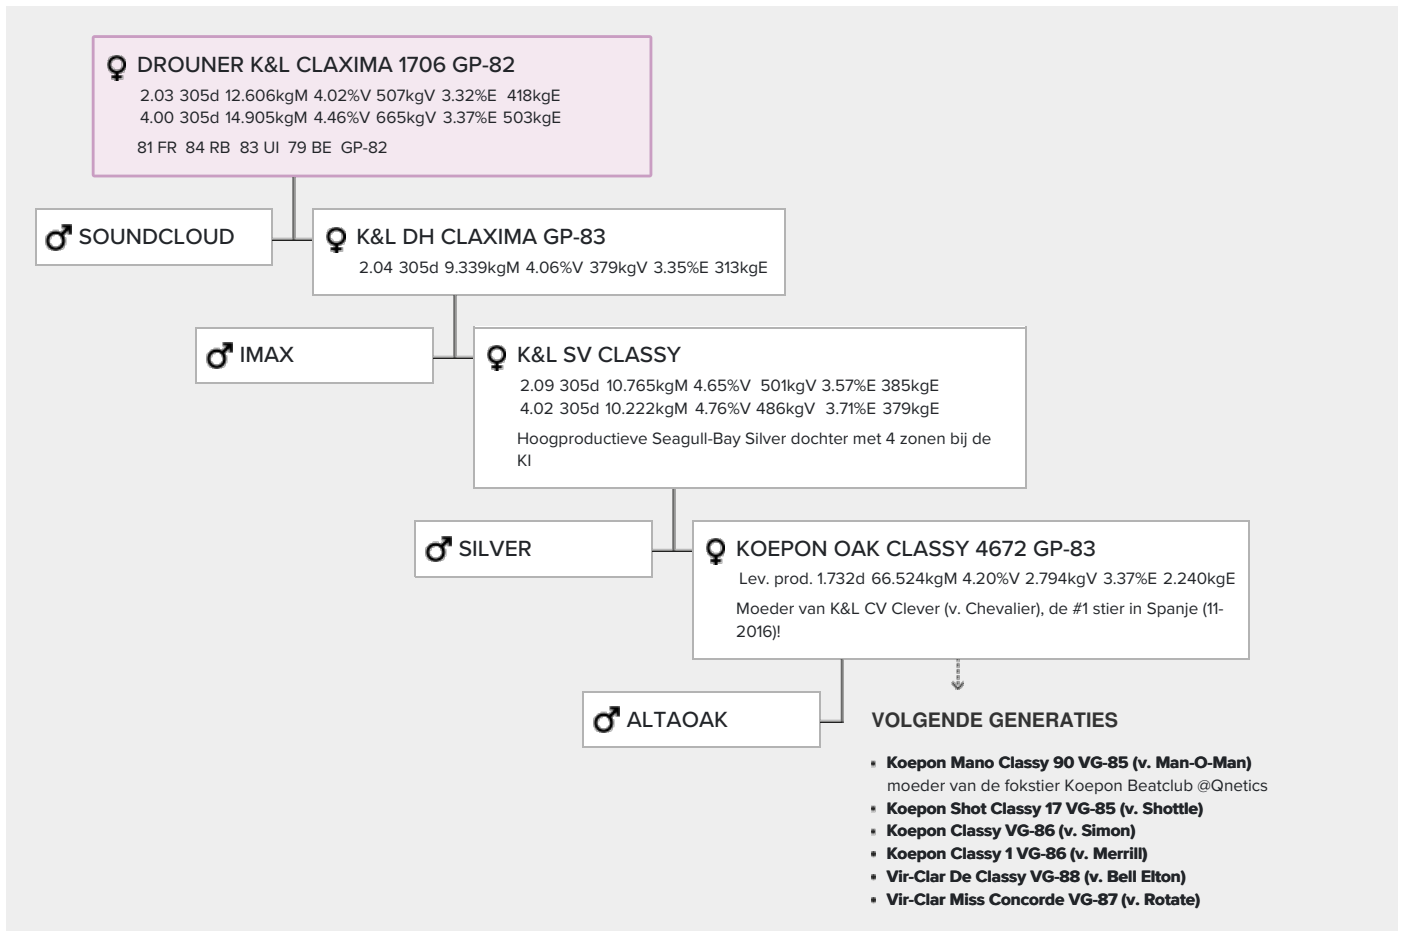 DROUNER K&L CLAXIMA 1706 GP-82
2.03 305d 12.606kgM 4.02%V 507kgV 3.32%E 418kgE
4.00 305d 14.905kgM 4.46%V 665kgV 3.37%E 503kgE
81 FR 84 RB 83 UI 79 BE GP-82
SOUNDCLOUD
K&L DH CLAXIMA GP-83
2.04 305d 9.339kgM 4.06%V 379kgV 3.35%E 313kgE
IMAX
K&L SV CLASSY
2.09 305d 10.765kgM 4.65%V 501kgV 3.57%E 385kgE
4.02 305d 10.222kgM 4.76%V 486kgV 3.71%E 379kgE
Hoogproductieve Seagull-Bay Silver dochter met 4 zonen bij de
KI
SILVER
KOEPON OAK CLASSY 4672 GP-83
Lev. prod. 1.732d 66.524kgM 4.20%V 2.794kgV 3.37%E 2.240kgE
Moeder van K&L CV Clever (v. Chevalier), de #1 stier in Spanje (11-
2016)!
ALTAOAK
VOLGENDE GENERATIES
Koepon Mano Classy 90 VG-85 (v. Man-O-Man)
moeder van de fokstier Koepon Beatclub @Qnetics
Koepon Shot Classy 17 VG-85 (v. Shottle)
Koepon Classy VG-86 (v. Simon)
Koepon Classy 1 VG-86 (v. Merrill)
Vir-Clar De Classy VG-88 (v. Bell Elton)
Vir-Clar Miss Concorde VG-87 (v. Rotate)